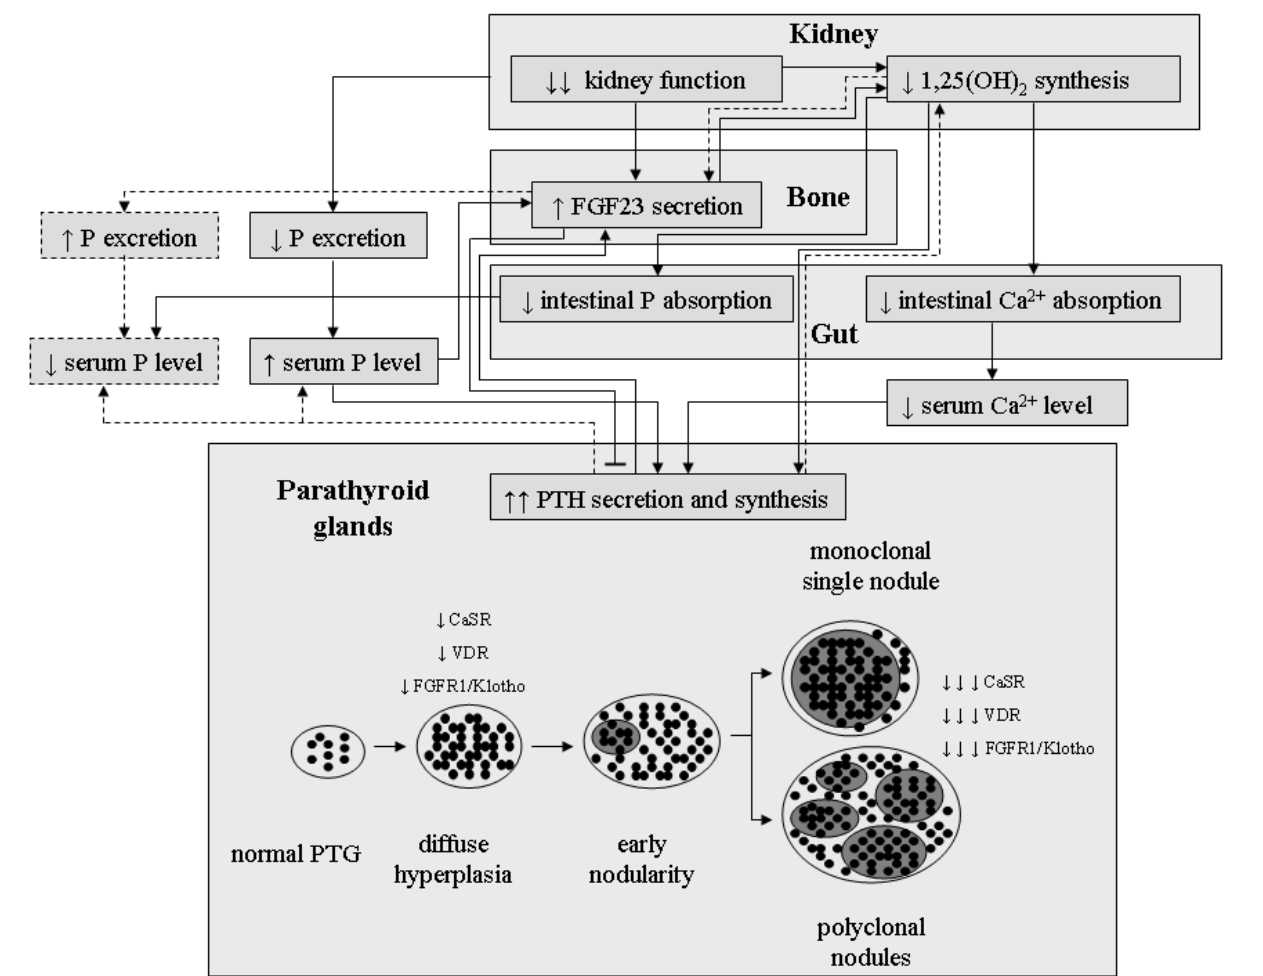 Kidney
↓↓ kidney function
↓ 1,25(OH)₂ synthesis
Bone
↑ FGF23 secretion
↑ P excretion
↓ P excretion
↓ intestinal P absorption
↓ intestinal Ca²⁺ absorption
Gut
↓ serum P level
↑ serum P level
↓ serum Ca²⁺ level
Parathyroid
glands
↑↑ PTH secretion and synthesis
monoclonal
single nodule
↓ CaSR
↓ VDR
↓ FGFR1/Klotho
↓↓↓ CaSR
↓↓↓ VDR
↓↓↓ FGFR1/Klotho
normal PTG
diffuse
hyperplasia
early
nodularity
polyclonal
nodules